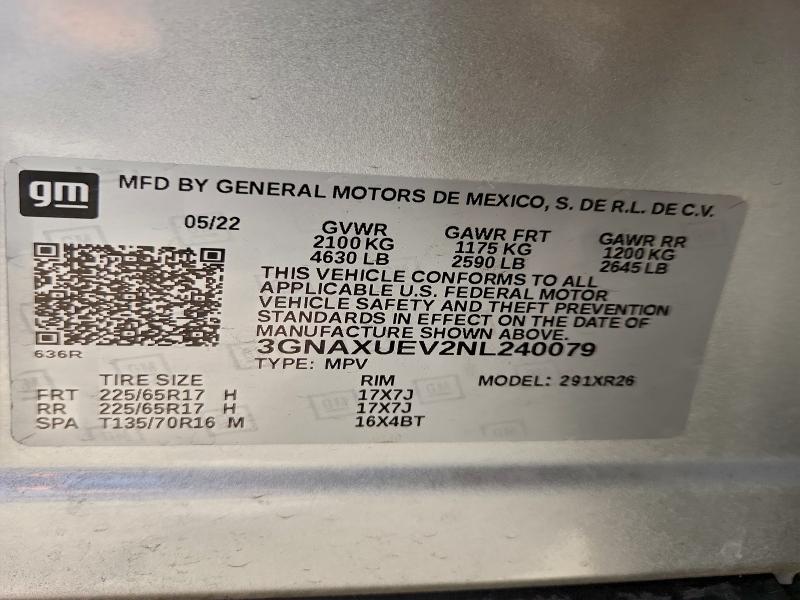 gm
MFD BY GENERAL MOTORS DE MEXICO, S. DE R.L. DE C.V.
05/22 GVWR GAWR FRT GAWR RR
2100 KG 1175 KG 1200 KG
4630 LB 2590 LB 2645 LB
THIS VEHICLE CONFORMS TO ALL
APPLICABLE U.S. FEDERAL MOTOR
VEHICLE SAFETY AND THEFT PREVENTION
STANDARDS IN EFFECT ON THE DATE OF
MANUFACTURE SHOWN ABOVE.
636R
3GNAXUEV2NL240079
TYPE: MPV
TIRE SIZE RIM MODEL: 291XR26
FRT 225/65R17 H 17X7J
RR 225/65R17 H 17X7J
SPA T135/70R16 M 16X4BT